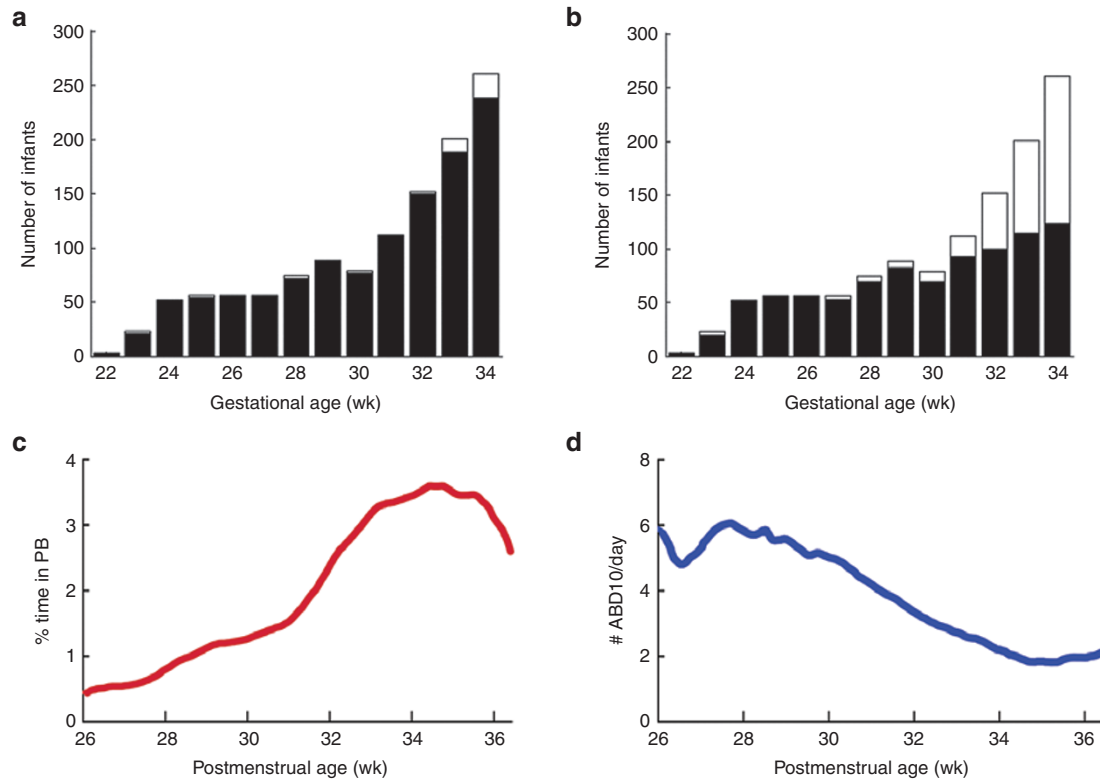 a
300
250
200
150
100
50
0
Number of infants
22 24 26 28 30 32 34
Gestational age (wk)
b
300
250
200
150
100
50
0
Number of infants
22 24 26 28 30 32 34
Gestational age (wk)
c
4
3
2
1
0
% time in PB
26 28 30 32 34 36
Postmenstrual age (wk)
d
8
6
4
2
0
# ABD10/day
26 28 30 32 34 36
Postmenstrual age (wk)